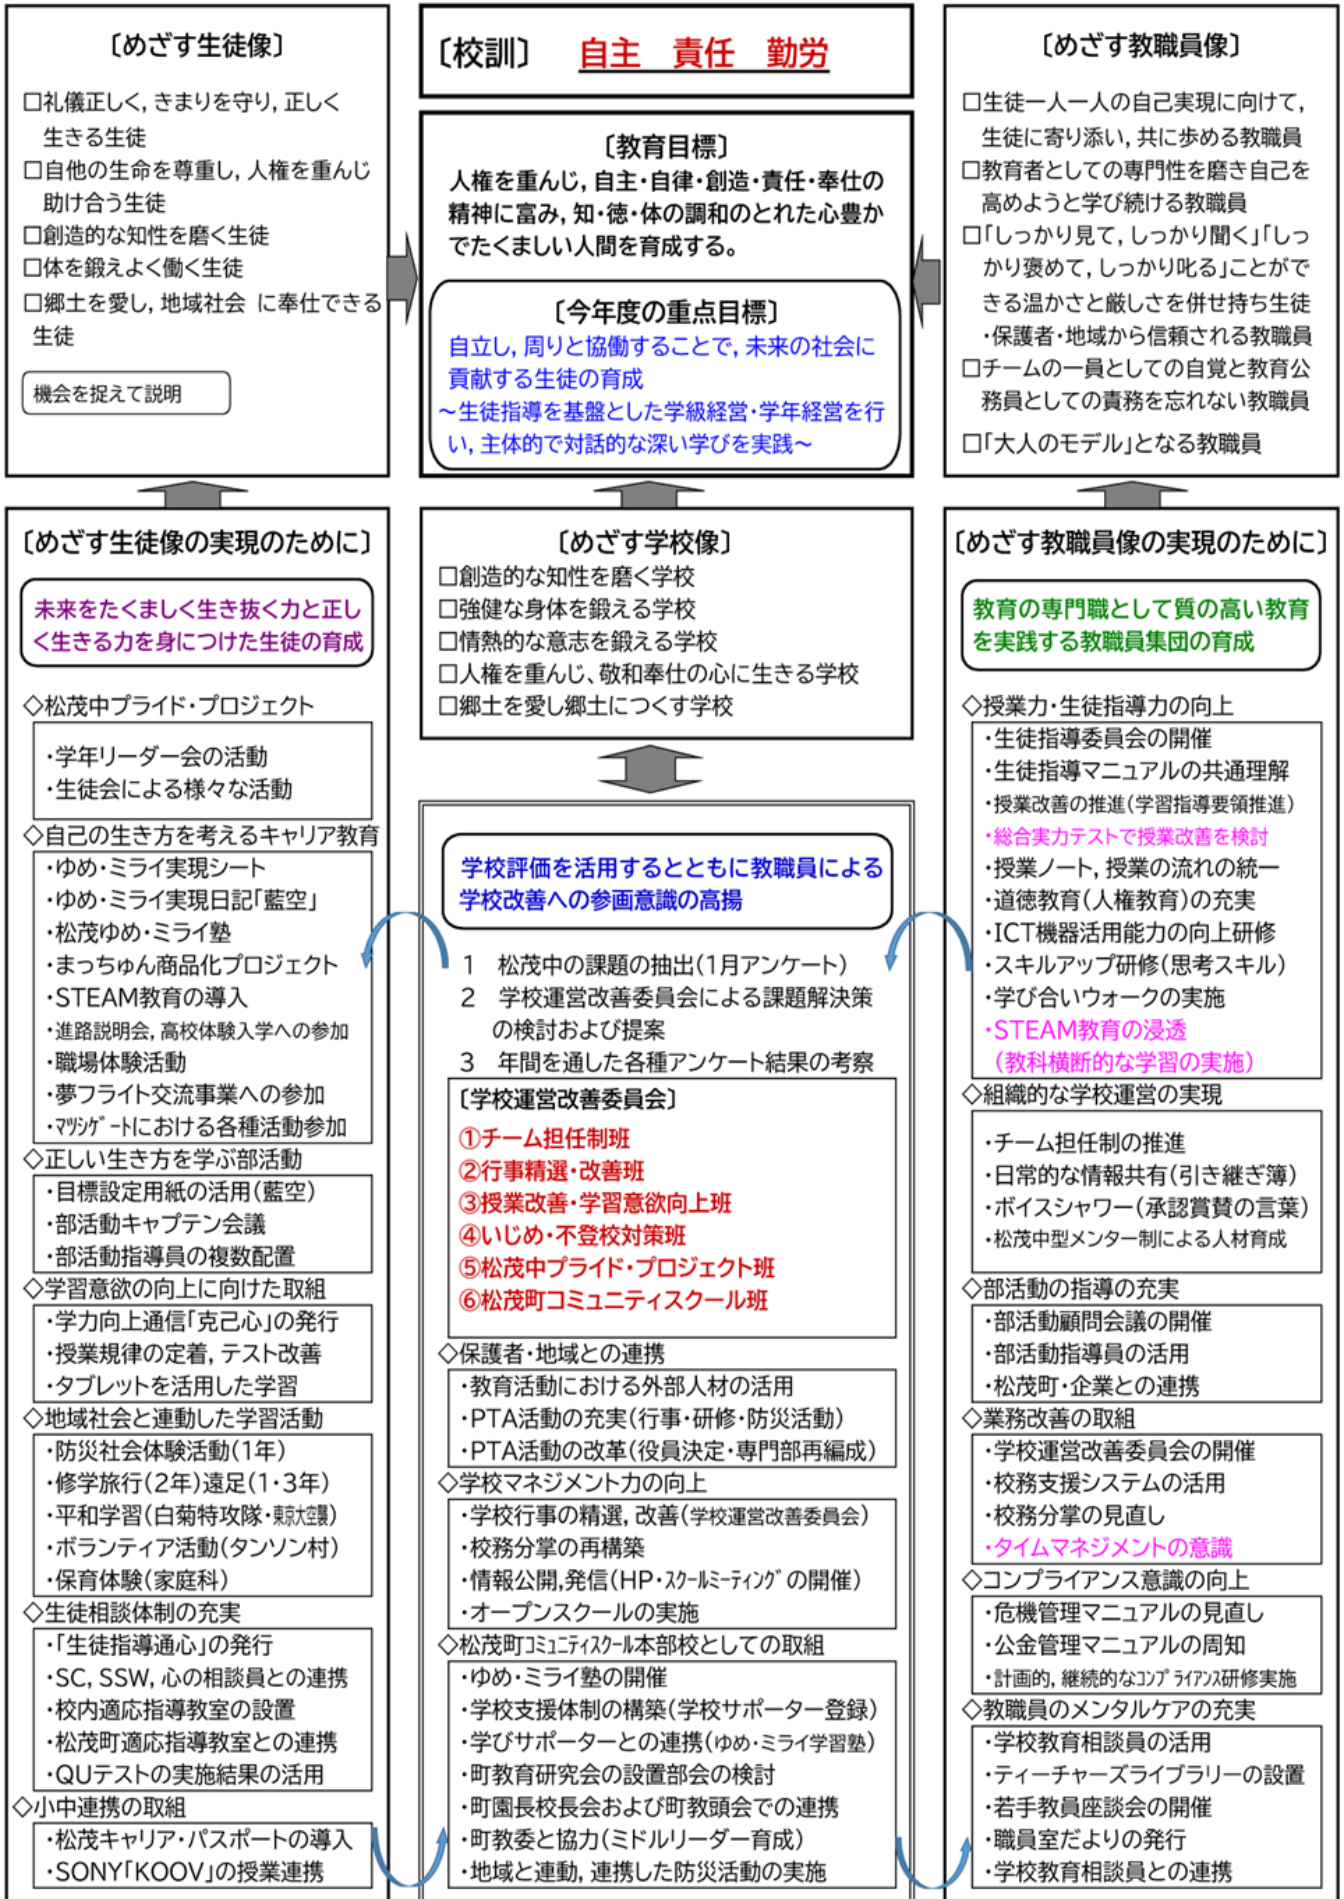 〔めざす生徒像〕
□礼儀正しく，きまりを守り，正しく
生きる生徒
□自他の生命を尊重し，人権を重んじ
助け合う生徒
□創造的な知性を磨く生徒
□体を鍛えよく働く生徒
□郷土を愛し，地域社会 に奉仕できる
生徒
機会を捉えて説明
〔校訓〕 自主 責任 勤労
〔教育目標〕
人権を重んじ，自主・自律・創造・責任・奉仕の
精神に富み，知・徳・体の調和のとれた心豊か
でたくましい人間を育成する。
〔今年度の重点目標〕
自立し，周りと協働することで，未来の社会に
貢献する生徒の育成
～生徒指導を基盤とした学級経営・学年経営を行
い，主体的で対話的な深い学びを実践～
〔めざす教職員像〕
□生徒一人一人の自己実現に向けて，
生徒に寄り添い，共に歩める教職員
□教育者としての専門性を磨き自己を
高めようと学び続ける教職員
□「しっかり見て，しっかり聞く」「しっ
かり褒めて，しっかり叱る」ことがで
きる温かさと厳しさを併せ持ち生徒
・保護者・地域から信頼される教職員
□チームの一員としての自覚と教育公
務員としての責務を忘れない教職員
□「大人のモデル」となる教職員
〔めざす生徒像の実現のために〕
未来をたくましく生き抜く力と正し
く生きる力を身につけた生徒の育成
◇松茂中プライド・プロジェクト
・学年リーダー会の活動
・生徒会による様々な活動
◇自己の生き方を考えるキャリア教育
・ゆめ・ミライ実現シート
・ゆめ・ミライ実現日記「藍空」
・松茂ゆめ・ミライ塾
・まっちゅん商品化プロジェクト
・STEAM教育の導入
・進路説明会，高校体験入学への参加
・職場体験活動
・夢フライト交流事業への参加
・ﾏﾂｼｹﾞｰﾄにおける各種活動参加
◇正しい生き方を学ぶ部活動
・目標設定用紙の活用(藍空)
・部活動キャプテン会議
・部活動指導員の複数配置
◇学習意欲の向上に向けた取組
・学力向上通信「克己心」の発行
・授業規律の定着，テスト改善
・タブレットを活用した学習
◇地域社会と連動した学習活動
・防災社会体験活動(1年)
・修学旅行(2年)遠足(1・3年)
・平和学習(白菊特攻隊・東京大空襲)
・ボランティア活動(タンソン村)
・保育体験(家庭科)
◇生徒相談体制の充実
・「生徒指導通心」の発行
・SC，SSW，心の相談員との連携
・校内適応指導教室の設置
・松茂町適応指導教室との連携
・QUテストの実施結果の活用
◇小中連携の取組
・松茂キャリア・パスポートの導入
・SONY「KOOV」の授業連携
〔めざす学校像〕
□創造的な知性を磨く学校
□強健な身体を鍛える学校
□情熱的な意志を鍛える学校
□人権を重んじ、敬和奉仕の心に生きる学校
□郷土を愛し郷土につくす学校
学校評価を活用するとともに教職員による
学校改善への参画意識の高揚
1 松茂中の課題の抽出(1月アンケート)
2 学校運営改善委員会による課題解決策
の検討および提案
3 年間を通した各種アンケート結果の考察
〔学校運営改善委員会〕
①チーム担任制班
②行事精選・改善班
③授業改善・学習意欲向上班
④いじめ・不登校対策班
⑤松茂中プライド・プロジェクト班
⑥松茂町コミュニティスクール班
◇保護者・地域との連携
・教育活動における外部人材の活用
・PTA活動の充実(行事・研修・防災活動)
・PTA活動の改革(役員決定・専門部再編成)
◇学校マネジメント力の向上
・学校行事の精選，改善(学校運営改善委員会)
・校務分掌の再構築
・情報公開,発信(HP・ｽｸｰﾙﾐｰﾃｨﾝｸﾞの開催)
・オープンスクールの実施
◇松茂町ｺﾐｭﾆﾃｨｽｸｰﾙ本部校としての取組
・ゆめ・ミライ塾の開催
・学校支援体制の構築(学校サポーター登録)
・学びサポーターとの連携(ゆめ・ミライ学習塾)
・町教育研究会の設置部会の検討
・町園長校長会および町教頭会での連携
・町教委と協力(ミドルリーダー育成)
・地域と連動，連携した防災活動の実施
〔めざす教職員像の実現のために〕
教育の専門職として質の高い教育
を実践する教職員集団の育成
◇授業力・生徒指導力の向上
・生徒指導委員会の開催
・生徒指導マニュアルの共通理解
・授業改善の推進(学習指導要領推進)
・総合実力テストで授業改善を検討
・授業ノート，授業の流れの統一
・道徳教育(人権教育)の充実
・ICT機器活用能力の向上研修
・スキルアップ研修(思考スキル)
・学び合いウォークの実施
・STEAM教育の浸透
(教科横断的な学習の実施)
◇組織的な学校運営の実現
・チーム担任制の推進
・日常的な情報共有(引き継ぎ簿)
・ボイスシャワー(承認賞賛の言葉)
・松茂中型メンター制による人材育成
◇部活動の指導の充実
・部活動顧問会議の開催
・部活動指導員の活用
・松茂町・企業との連携
◇業務改善の取組
・学校運営改善委員会の開催
・校務支援システムの活用
・校務分掌の見直し
・タイムマネジメントの意識
◇コンプライアンス意識の向上
・危機管理マニュアルの見直し
・公金管理マニュアルの周知
・計画的，継続的なｺﾝﾌﾟﾗｲｱﾝｽ研修実施
◇教職員のメンタルケアの充実
・学校教育相談員の活用
・ティーチャーズライブラリーの設置
・若手教員座談会の開催
・職員室だよりの発行
・学校教育相談員との連携